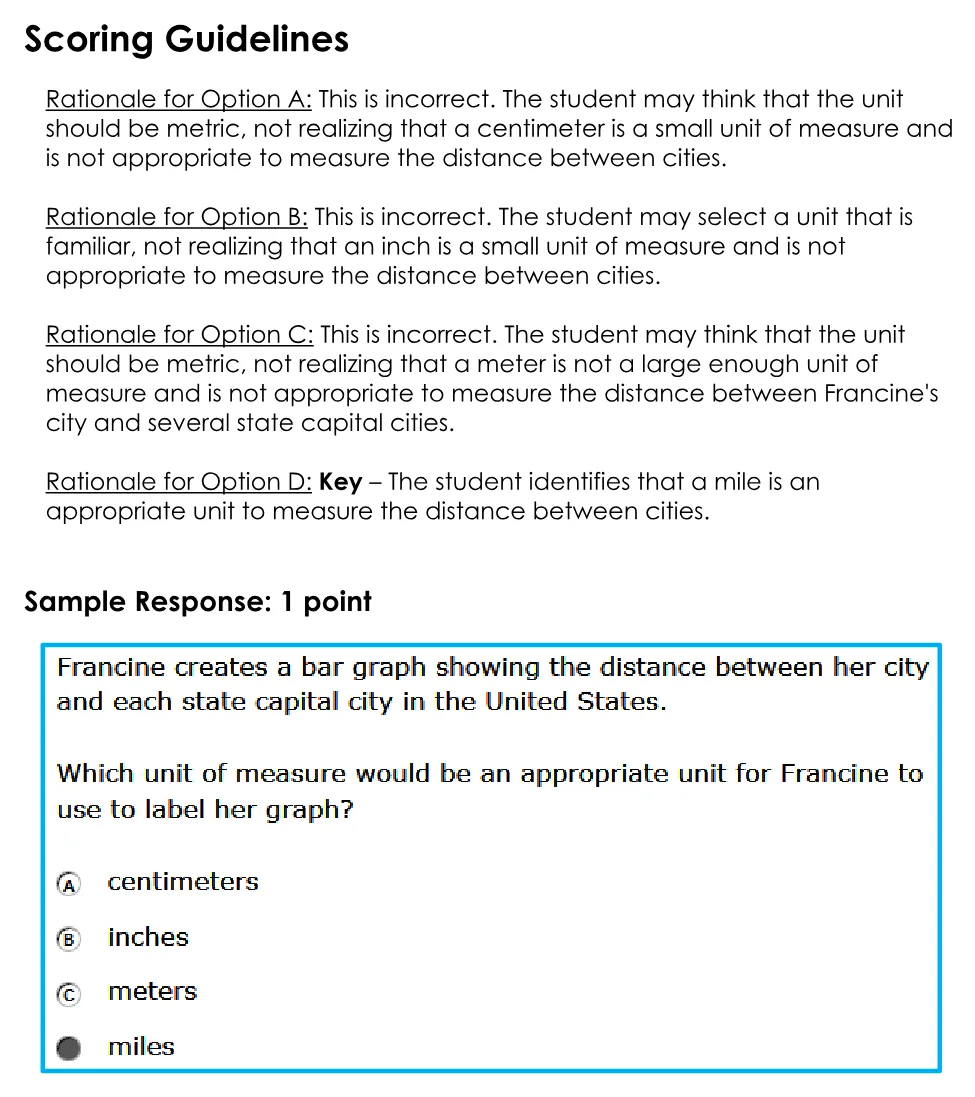 Scoring Guidelines
Rationale for Option A: This is incorrect. The student may think that the unit
should be metric, not realizing that a centimeter is a small unit of measure and
is not appropriate to measure the distance between cities.
Rationale for Option B: This is incorrect. The student may select a unit that is
familiar, not realizing that an inch is a small unit of measure and is not
appropriate to measure the distance between cities.
Rationale for Option C: This is incorrect. The student may think that the unit
should be metric, not realizing that a meter is not a large enough unit of
measure and is not appropriate to measure the distance between Francine's
city and several state capital cities.
Rationale for Option D: Key – The student identifies that a mile is an
appropriate unit to measure the distance between cities.
Sample Response: 1 point
Francine creates a bar graph showing the distance between her city
and each state capital city in the United States.
Which unit of measure would be an appropriate unit for Francine to
use to label her graph?
A centimeters
B inches
C meters
miles